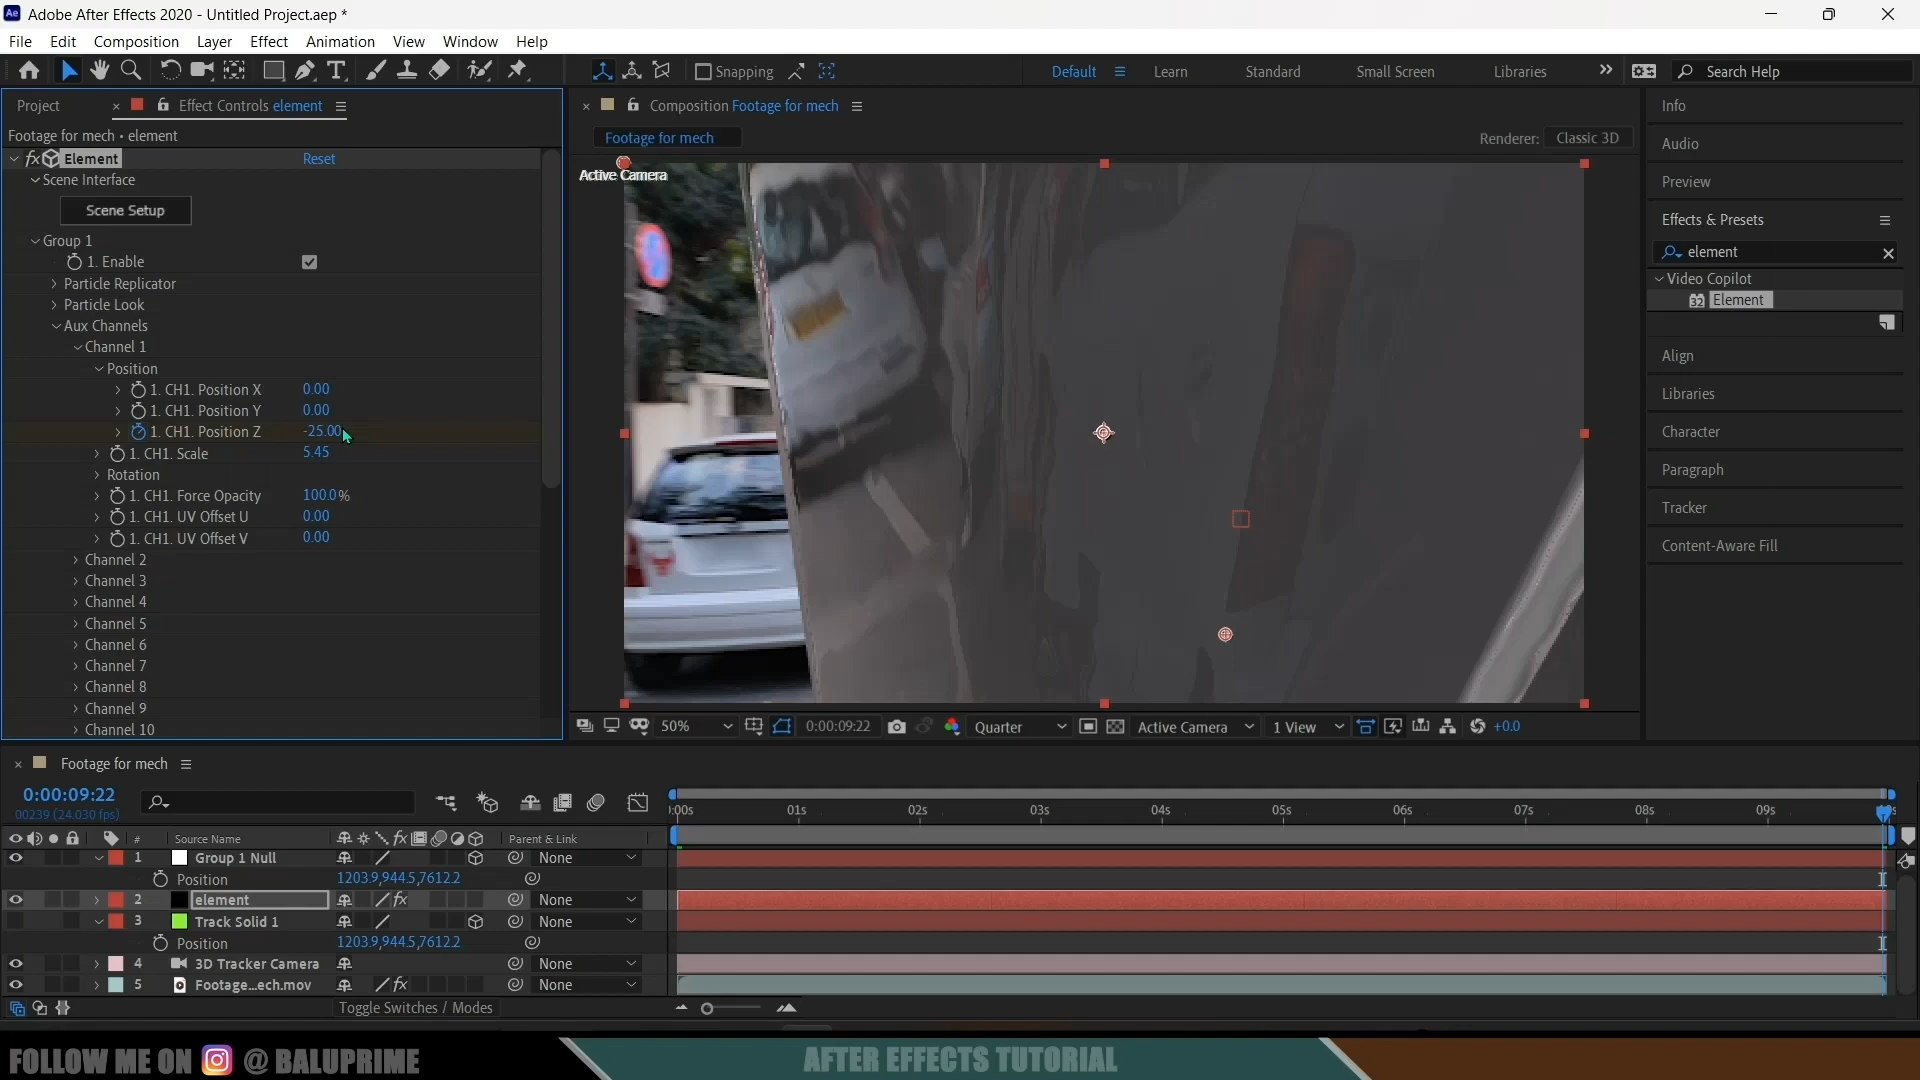 Ae Adobe After Effects 2020 - Untitled Project.aep *
File Edit Composition Layer Effect Animation View Window Help
Snapping Default Learn Standard Small Screen Libraries Search Help
Project Effect Controls element
Footage for mech • element
fx Element Reset
Scene Interface
Scene Setup
Group 1
1. Enable
Particle Replicator
Particle Look
Aux Channels
Channel 1
Position
1. CH1. Position X 0.00
1. CH1. Position Y 0.00
1. CH1. Position Z -25.00
1. CH1. Scale 5.45
Rotation
1. CH1. Force Opacity 100.0%
1. CH1. UV Offset U 0.00
1. CH1. UV Offset V 0.00
Channel 2
Channel 3
Channel 4
Channel 5
Channel 6
Channel 7
Channel 8
Channel 9
Channel 10
Composition Footage for mech
Footage for mech Renderer: Classic 3D
Active Camera
50% 0:00:09:22 Quarter Active Camera 1 View +0.0
Info
Audio
Preview
Effects & Presets
element
Video Copilot
32 Element
Align
Libraries
Character
Paragraph
Tracker
Content-Aware Fill
Footage for mech
0:00:09:22
00239 (24.030 fps)
:00s 01s 02s 03s 04s 05s 06s 07s 08s 09s
# Source Name fx Parent & Link
1 Group 1 Null None
Position 1203.9,944.5,7612.2
2 element fx None
3 Track Solid 1 None
Position 1203.9,944.5,7612.2
4 3D Tracker Camera None
5 Footage...ech.mov fx None
Toggle Switches / Modes
FOLLOW ME ON @ BALUPRIME
AFTER EFFECTS TUTORIAL